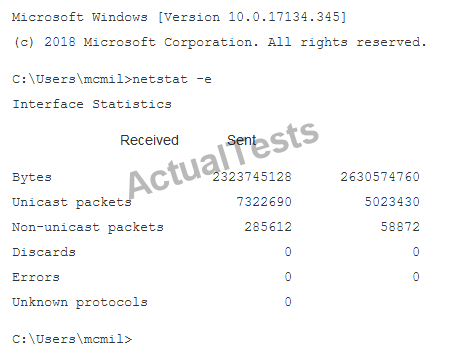 Microsoft Windows [Version 10.0.17134.345]
(c) 2018 Microsoft Corporation. All rights reserved.
C:\Users\mcmil>netstat -e
Interface Statistics
Received Sent
ActualTests
Bytes 2323745128 2630574760
Unicast packets 7322690 5023430
Non-unicast packets 285612 58872
Discards 0 0
Errors 0 0
Unknown protocols 0
C:\Users\mcmil>